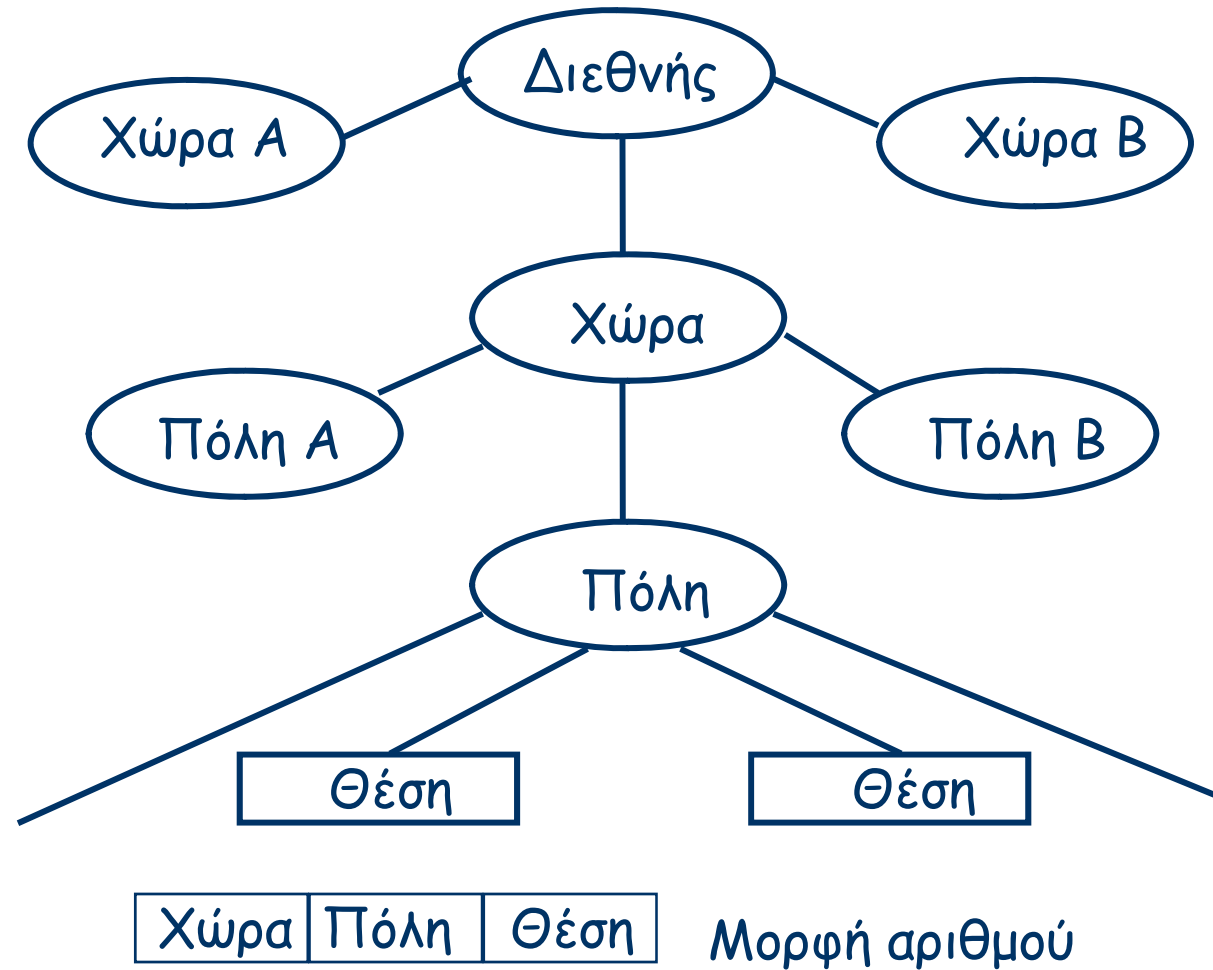 Διεθνής
Χώρα Α
Χώρα Β
Χώρα
Πόλη Α
Πόλη Β
Πόλη
Θέση
Θέση
Χώρα Πόλη Θέση
Μορφή αριθμού